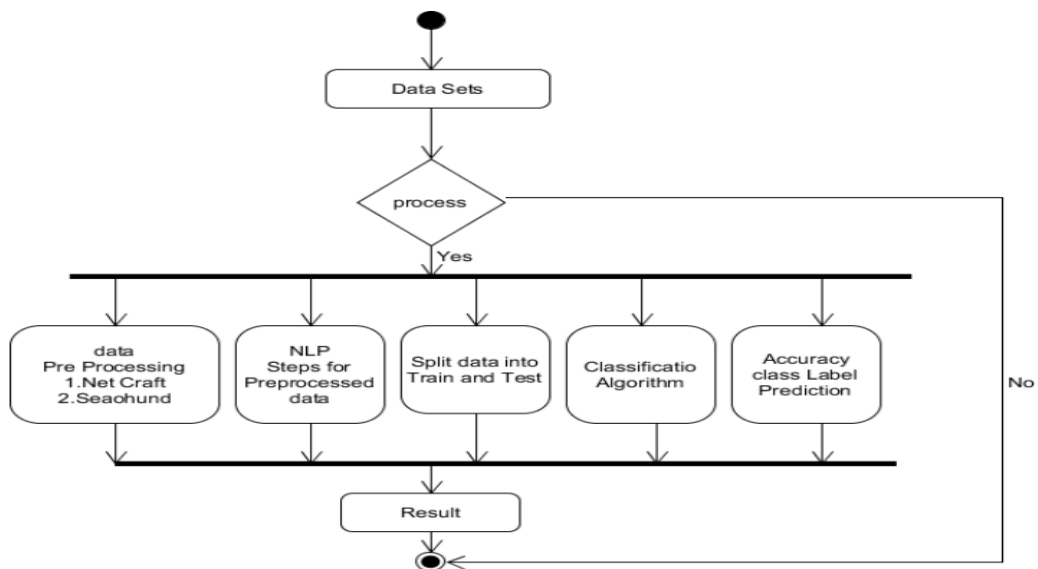 Data Sets
process
Yes
data
Pre Processing
1.Net Craft
2.Seaohund
NLP
Steps for
Preprocessed
data
Split data into
Train and Test
Classificatio
Algorithm
Accuracy
class Label
Prediction
No
Result